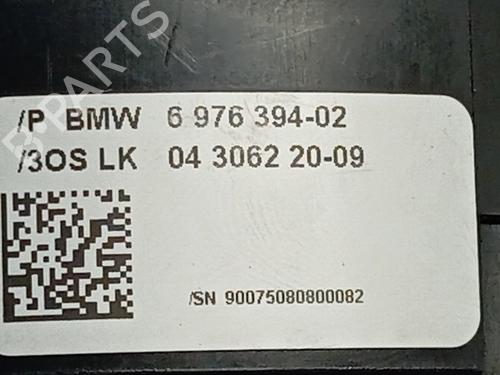 B-PARTS
/P BMW 6 976 394-02
/3OS LK 04 3062 20-09
/SN 90075080800082